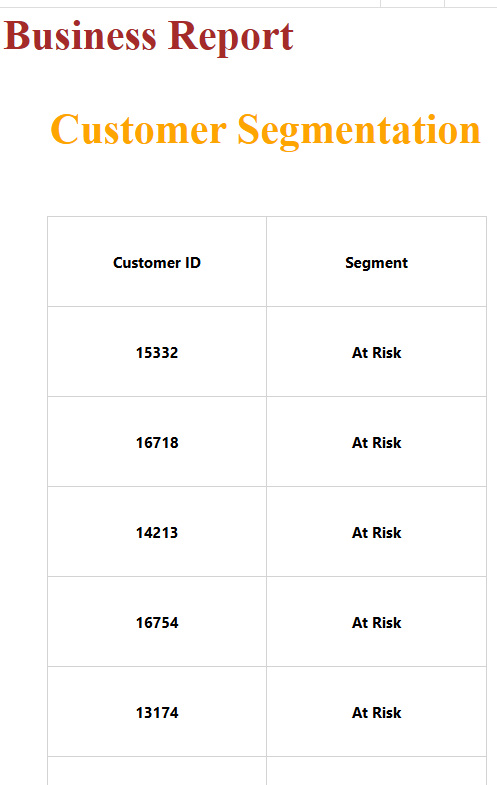 Business Report
Customer Segmentation
Customer ID Segment
15332 At Risk
16718 At Risk
14213 At Risk
16754 At Risk
13174 At Risk